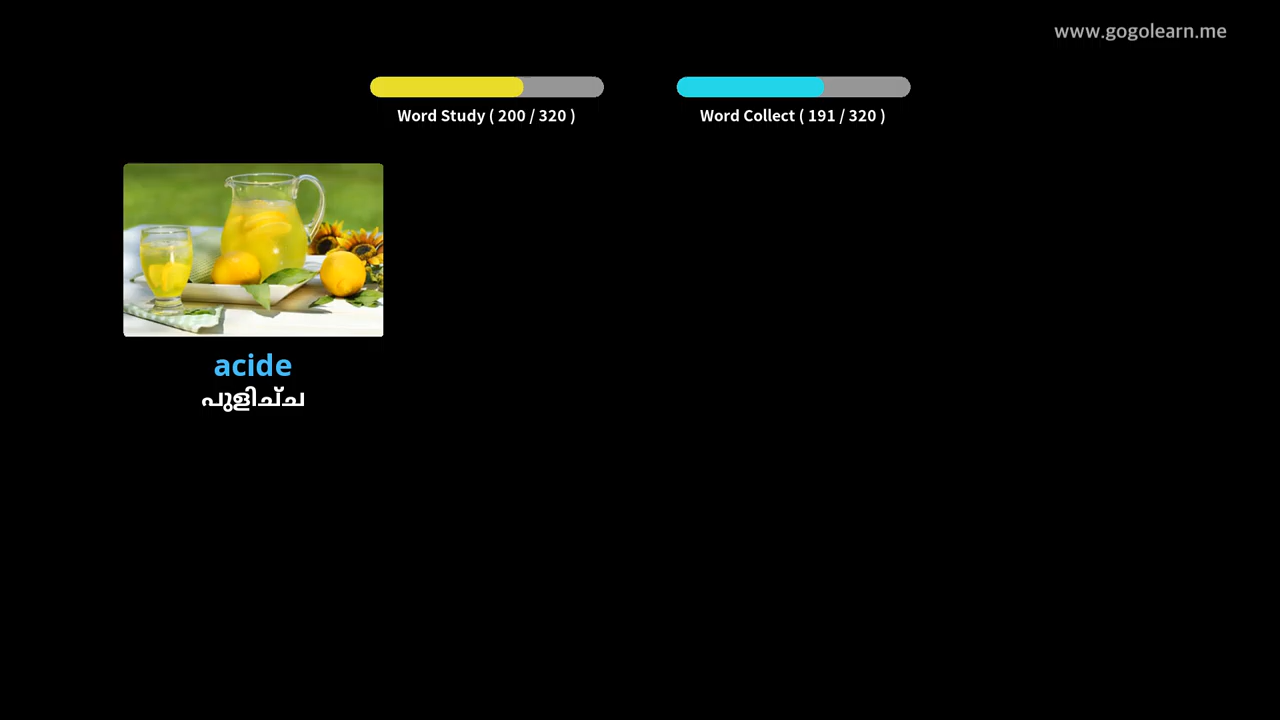 www.gogolearn.me
Word Study ( 200 / 320 )
Word Collect ( 191 / 320 )
acide
പുളിച്ച